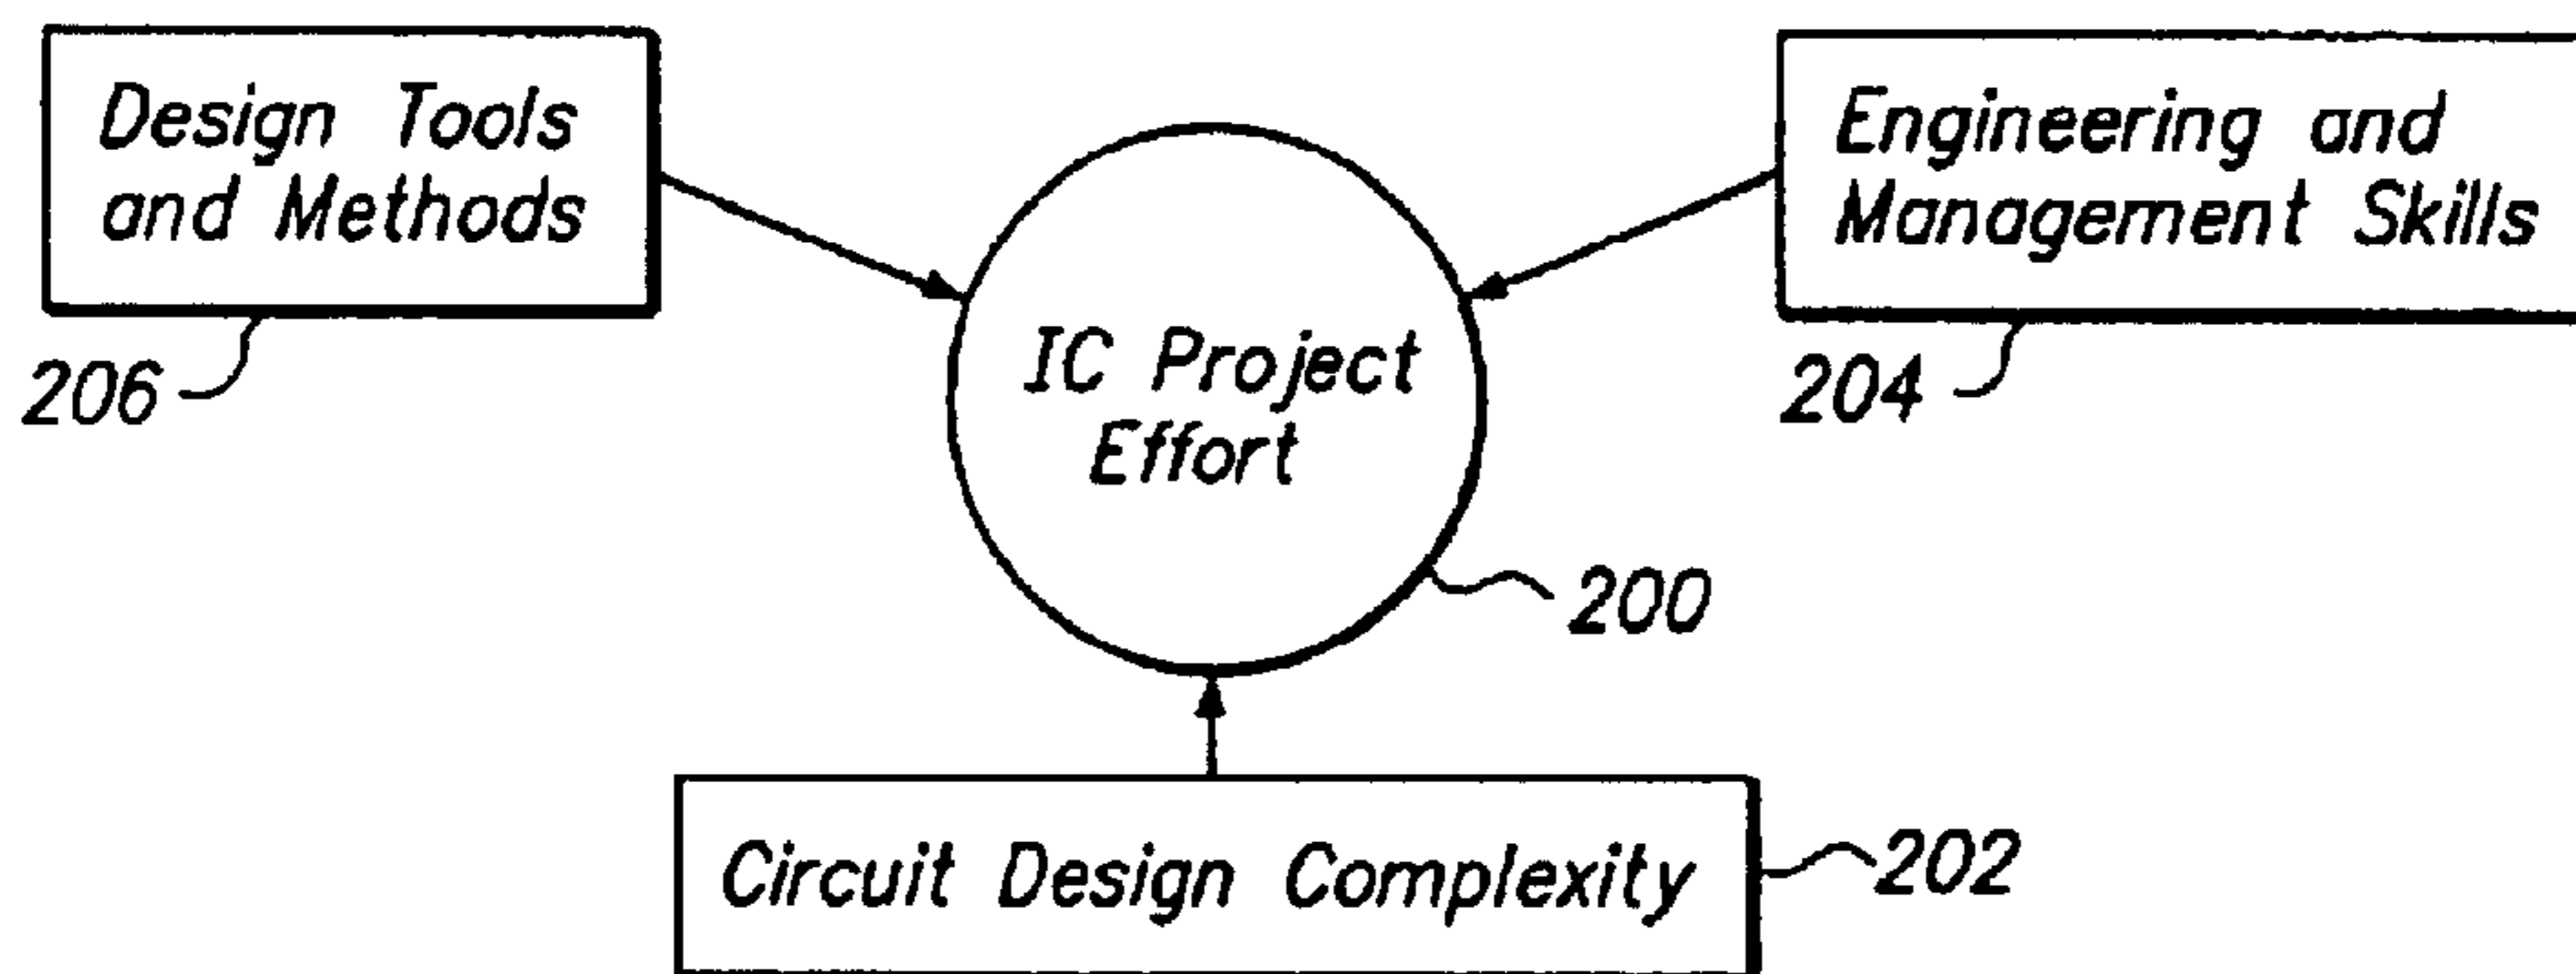 Design Tools
and Methods
206
Engineering and
Management Skills
204
IC Project
Effort
200
Circuit Design Complexity
202